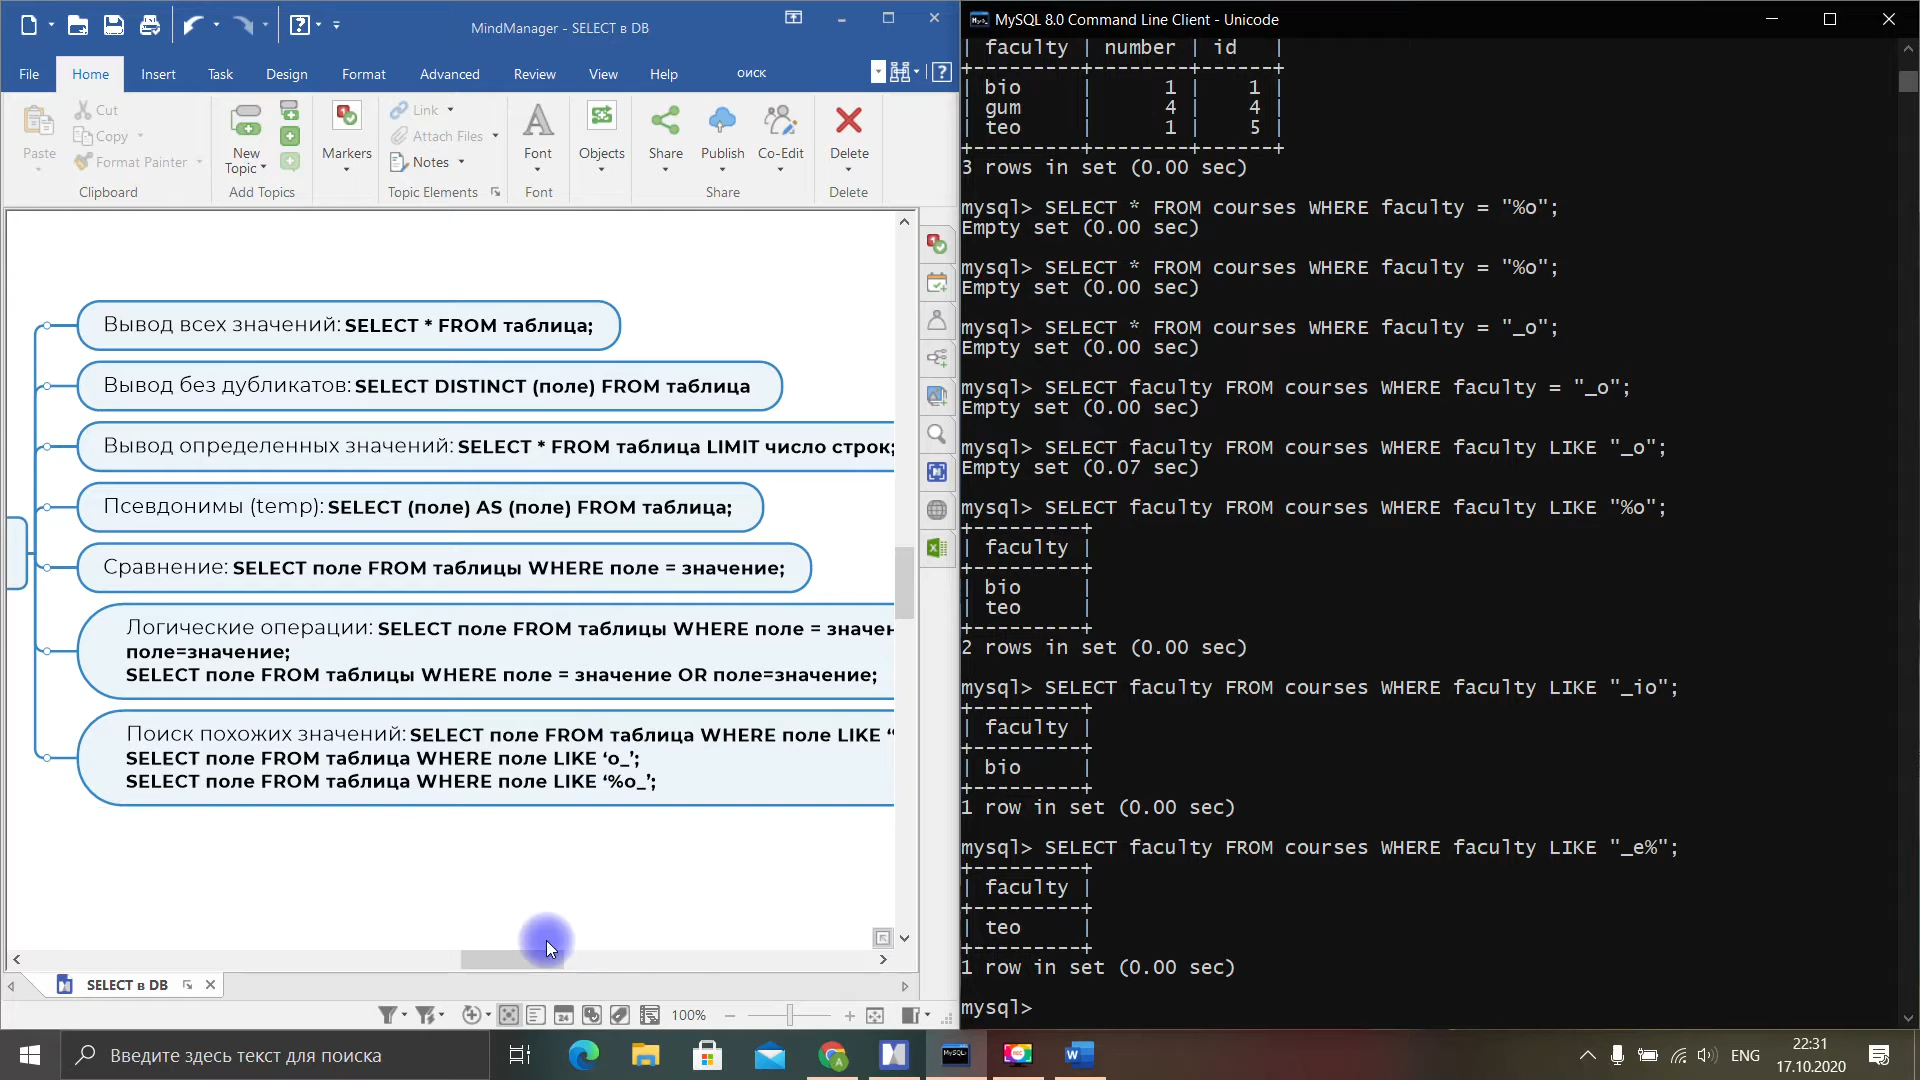 MindManager - SELECT в DB
File Home Insert Task Design Format Advanced Review View Help оиск
Paste
Cut
Copy
Format Painter
Clipboard
New Topic
Add Topics
Markers
Link
Attach Files
Notes
Topic Elements
Font
Font
Objects
Share
Publish
Co-Edit
Share
Delete
Delete
Вывод всех значений: SELECT * FROM таблица;
Вывод без дубликатов: SELECT DISTINCT (поле) FROM таблица
Вывод определенных значений: SELECT * FROM таблица LIMIT число строк;
Псевдонимы (temp): SELECT (поле) AS (поле) FROM таблица;
Сравнение: SELECT поле FROM таблицы WHERE поле = значение;
Логические операции: SELECT поле FROM таблицы WHERE поле = значен
поле=значение;
SELECT поле FROM таблицы WHERE поле = значение OR поле=значение;
Поиск похожих значений: SELECT поле FROM таблица WHERE поле LIKE ‘
SELECT поле FROM таблица WHERE поле LIKE ‘о_’;
SELECT поле FROM таблица WHERE поле LIKE ‘%о_’;
SELECT в DB
100%
MySQL 8.0 Command Line Client - Unicode
| faculty | number | id   |
+---------+--------+------+
| bio     |      1 |    1 |
| gum     |      4 |    4 |
| teo     |      1 |    5 |
+---------+--------+------+
3 rows in set (0.00 sec)
mysql> SELECT * FROM courses WHERE faculty = "%o";
Empty set (0.00 sec)
mysql> SELECT * FROM courses WHERE faculty = "%o";
Empty set (0.00 sec)
mysql> SELECT * FROM courses WHERE faculty = "_o";
Empty set (0.00 sec)
mysql> SELECT faculty FROM courses WHERE faculty = "_o";
Empty set (0.00 sec)
mysql> SELECT faculty FROM courses WHERE faculty LIKE "_o";
Empty set (0.07 sec)
mysql> SELECT faculty FROM courses WHERE faculty LIKE "%o";
+---------+
| faculty |
+---------+
| bio     |
| teo     |
+---------+
2 rows in set (0.00 sec)
mysql> SELECT faculty FROM courses WHERE faculty LIKE "_io";
+---------+
| faculty |
+---------+
| bio     |
+---------+
1 row in set (0.00 sec)
mysql> SELECT faculty FROM courses WHERE faculty LIKE "_e%";
+---------+
| faculty |
+---------+
| teo     |
+---------+
1 row in set (0.00 sec)
mysql>
Введите здесь текст для поиска
ENG
22:31
17.10.2020